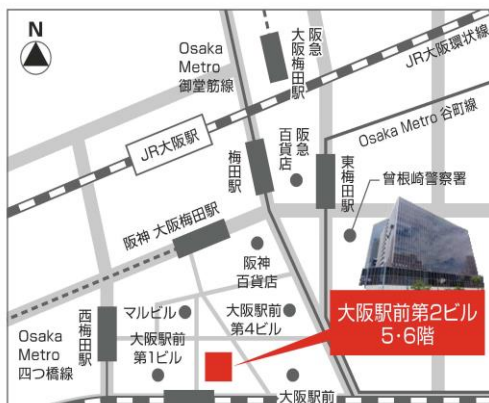 N
Osaka
Metro
御堂筋線
阪急
大阪梅田駅
JR大阪環状線
Osaka Metro 谷町線
JR大阪駅
梅田駅
阪急
百貨店
東梅田駅
曾根崎警察署
阪神 大阪梅田駅
阪神
百貨店
西梅田駅
マルビル
大阪駅前
第4ビル
大阪駅前第2ビル
5・6階
Osaka
Metro
四つ橋線
大阪駅前
第1ビル
大阪駅前